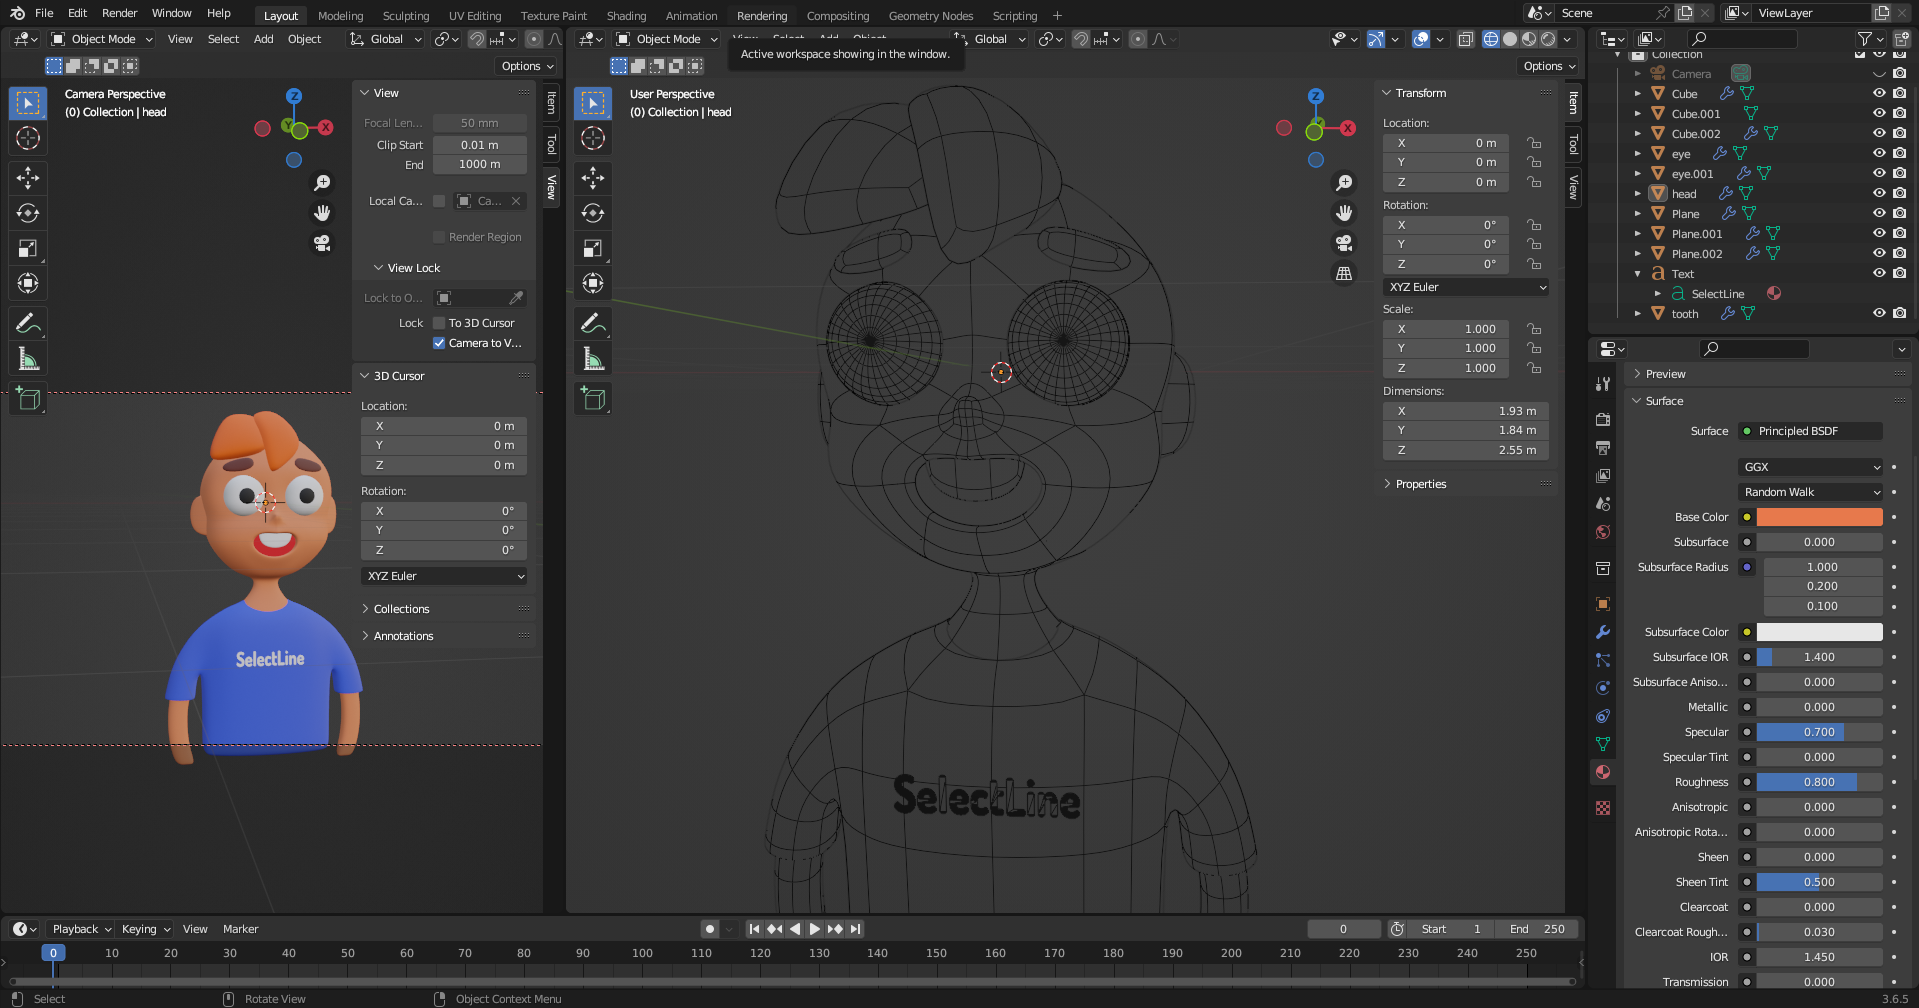 File Edit Render Window Help Layout Modeling Sculpting UV Editing Texture Paint Shading Animation Rendering Compositing Geometry Nodes Scripting + Scene ViewLayer
Object Mode View Select Add Object Global
Options
Camera Perspective
(0) Collection | head
Z
Y
X
View
Focal Len... 50 mm
Clip Start 0.01 m
End 1000 m
Local Ca... Ca...
Render Region
View Lock
Lock to O...
Lock To 3D Cursor
Camera to V...
3D Cursor
Location:
X 0 m
Y 0 m
Z 0 m
Rotation:
X 0°
Y 0°
Z 0°
XYZ Euler
Collections
Annotations
Item
Tool
View
SelectLine
Object Mode Global
Active workspace showing in the window.
Options
User Perspective
(0) Collection | head
Z
X
Transform
Location:
X 0 m
Y 0 m
Z 0 m
Rotation:
X 0°
Y 0°
Z 0°
XYZ Euler
Scale:
X 1.000
Y 1.000
Z 1.000
Dimensions:
X 1.93 m
Y 1.84 m
Z 2.55 m
Properties
Item
Tool
View
SelectLine
Collection
Camera
Cube
Cube.001
Cube.002
eye
eye.001
head
Plane
Plane.001
Plane.002
Text
SelectLine
tooth
Preview
Surface
Surface Principled BSDF
GGX
Random Walk
Base Color
Subsurface 0.000
Subsurface Radius 1.000
0.200
0.100
Subsurface Color
Subsurface IOR 1.400
Subsurface Aniso... 0.000
Metallic 0.000
Specular 0.700
Specular Tint 0.000
Roughness 0.800
Anisotropic 0.000
Anisotropic Rota... 0.000
Sheen 0.000
Sheen Tint 0.500
Clearcoat 0.000
Clearcoat Rough... 0.030
IOR 1.450
Transmission 0.000
Playback Keying View Marker 0 Start 1 End 250
0 10 20 30 40 50 60 70 80 90 100 110 120 130 140 150 160 170 180 190 200 210 220 230 240 250
Select Rotate View Object Context Menu 3.6.5